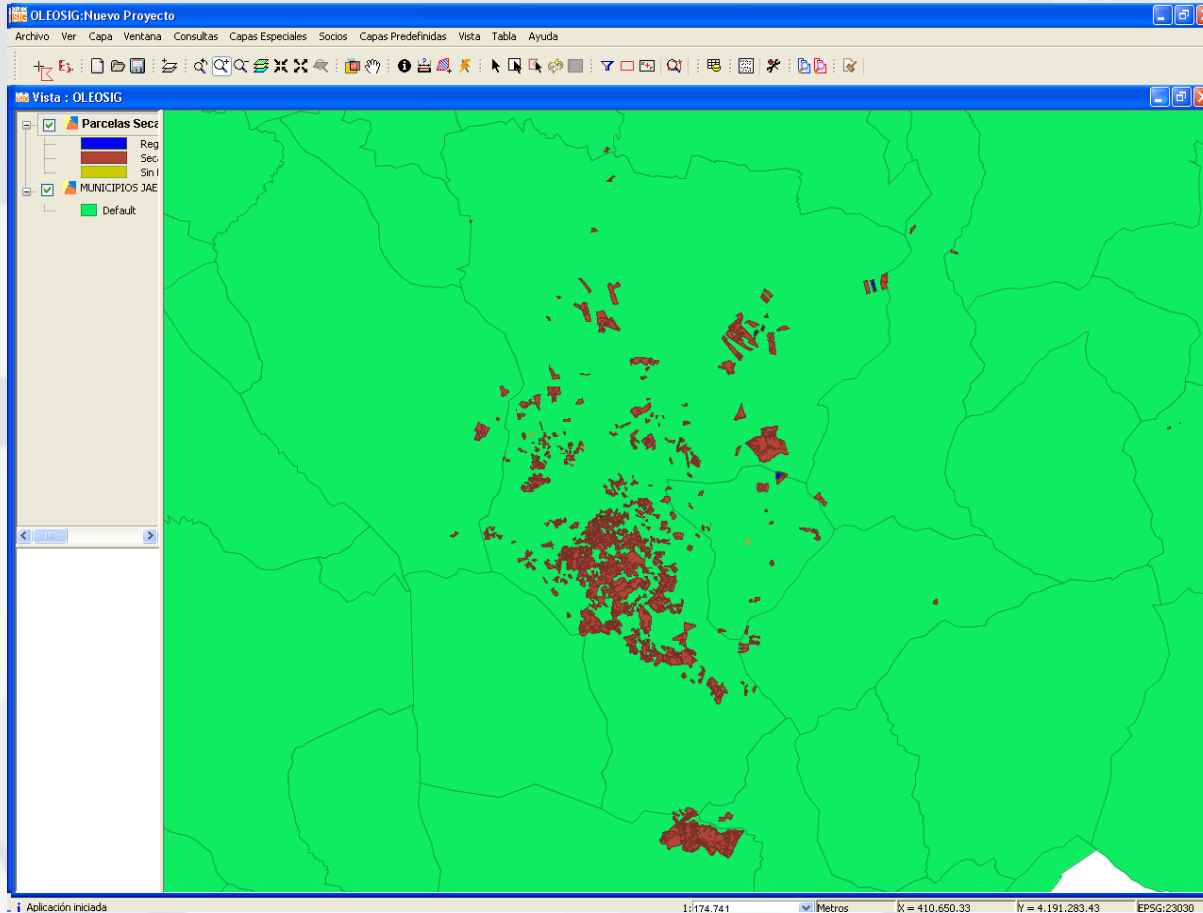 OLEOSIG:Nuevo Proyecto
Archivo Ver Capa Ventana Consultas Capas Especiales Socios Capas Predefinidas Vista Tabla Ayuda
Vista : OLEOSIG
Parcelas Seca
Reg
Sec
Sin
MUNICIPIOS JAE
Default
Aplicación iniciada
1: 174.741
Metros
X = 410.650.33
Y = 4.191.283.43
EPSG:23030